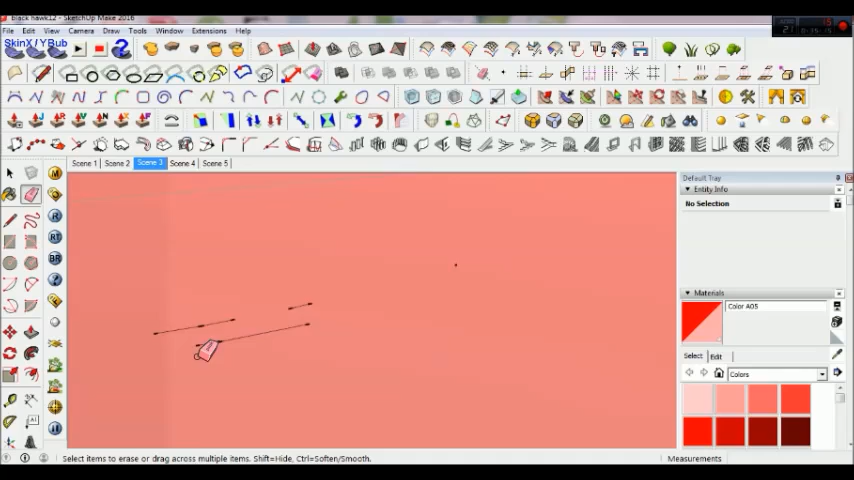 black hawk12 - SketchUp Make 2016
File Edit View Camera Draw Tools Window Extensions Help
SkinX / YBub
Scene 1 Scene 2 Scene 3 Scene 4 Scene 5
Default Tray
Entity Info
No Selection
Materials
Color A05
Select Edit
Colors
M
R
RT
BR
Select items to erase or drag across multiple items. Shift=Hide, Ctrl=Soften/Smooth.
Measurements